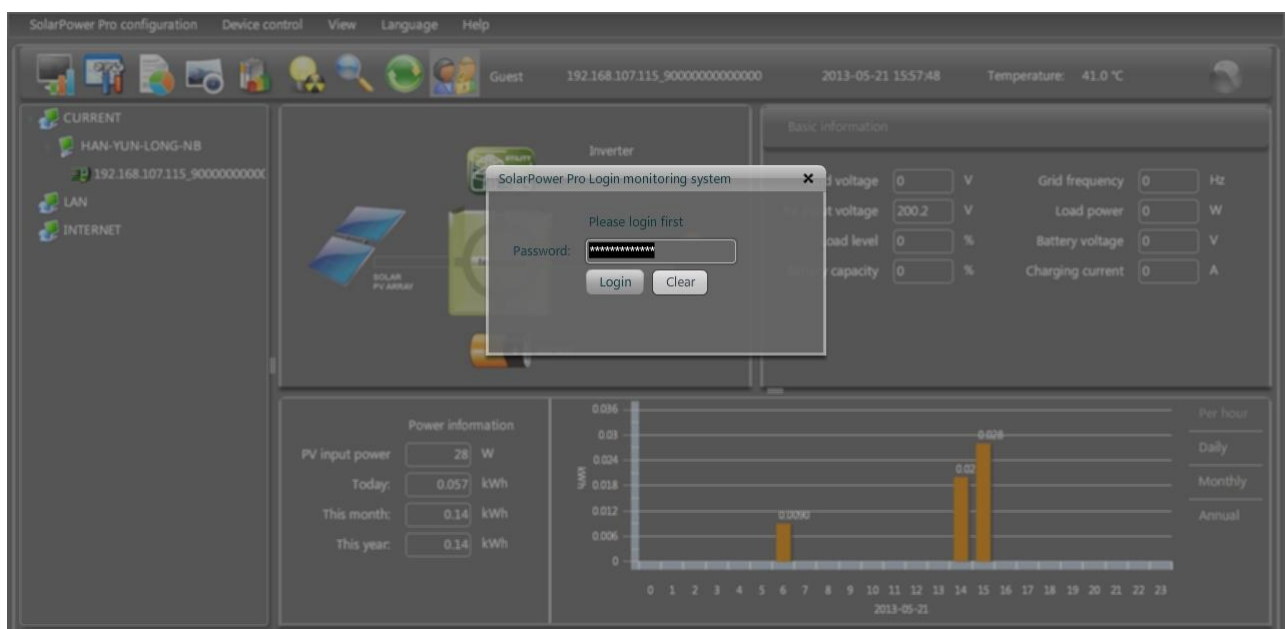 SolarPower Pro configuration Device control View Language Help
Guest 192.168.107.115_90000000000000 2013-05-21 15:57:48 Temperature: 41.0 ℃
CURRENT
HAN-YUN-LONG-NB
192.168.107.115_9000000000
LAN
INTERNET
Inverter
UTILITY
SOLAR
PV ARRAY
SolarPower Pro Login monitoring system
Please login first
Password: *************
Login Clear
Basic information
voltage 0 V Grid frequency 0 Hz
voltage 200.2 V Load power 0 W
load level 0 % Battery voltage 0 V
capacity 0 % Charging current 0 A
Power information
PV input power 28 W
Today: 0.057 kWh
This month: 0.14 kWh
This year: 0.14 kWh
kWh
0.036
0.03
0.024
0.018
0.012
0.006
0
0.0090
0.02
0.028
0 1 2 3 4 5 6 7 8 9 10 11 12 13 14 15 16 17 18 19 20 21 22 23
2013-05-21
Per hour
Daily
Monthly
Annual